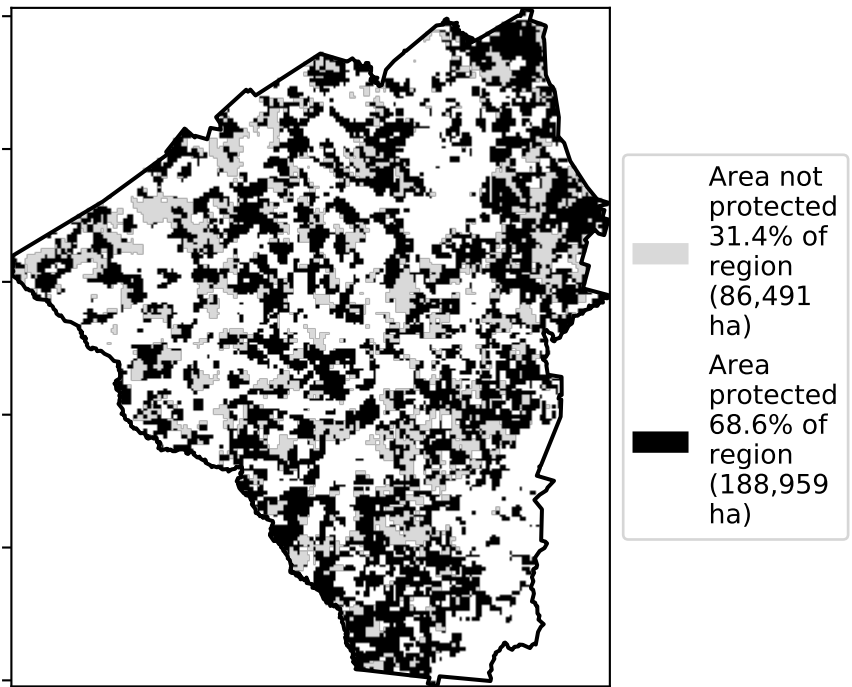 Area not
protected
31.4% of
region
(86,491
ha)
Area
protected
68.6% of
region
(188,959
ha)